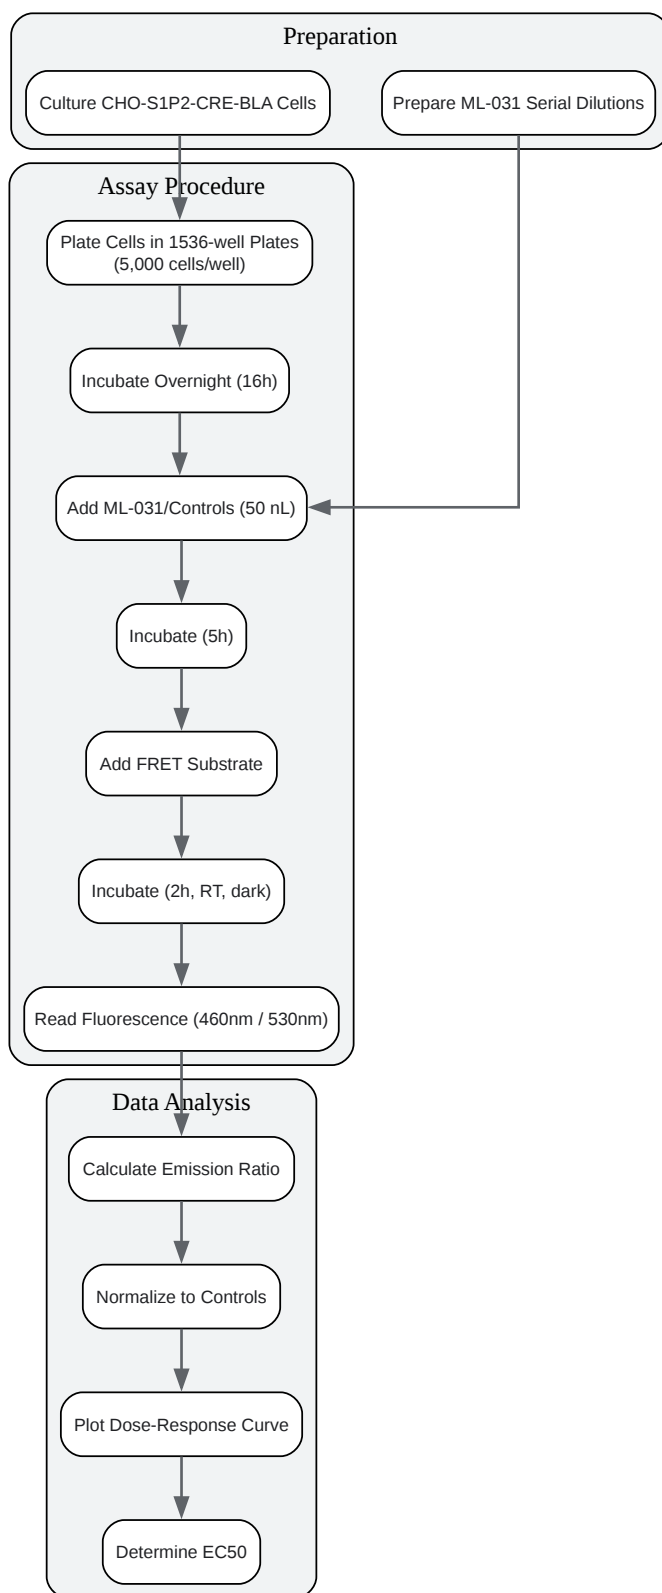 Preparation
Culture CHO-S1P2-CRE-BLA Cells
Prepare ML-031 Serial Dilutions
Assay Procedure
Plate Cells in 1536-well Plates
(5,000 cells/well)
Incubate Overnight (16h)
Add ML-031/Controls (50 nL)
Incubate (5h)
Add FRET Substrate
Incubate (2h, RT, dark)
Read Fluorescence (460nm / 530nm)
Data Analysis
Calculate Emission Ratio
Normalize to Controls
Plot Dose-Response Curve
Determine EC50